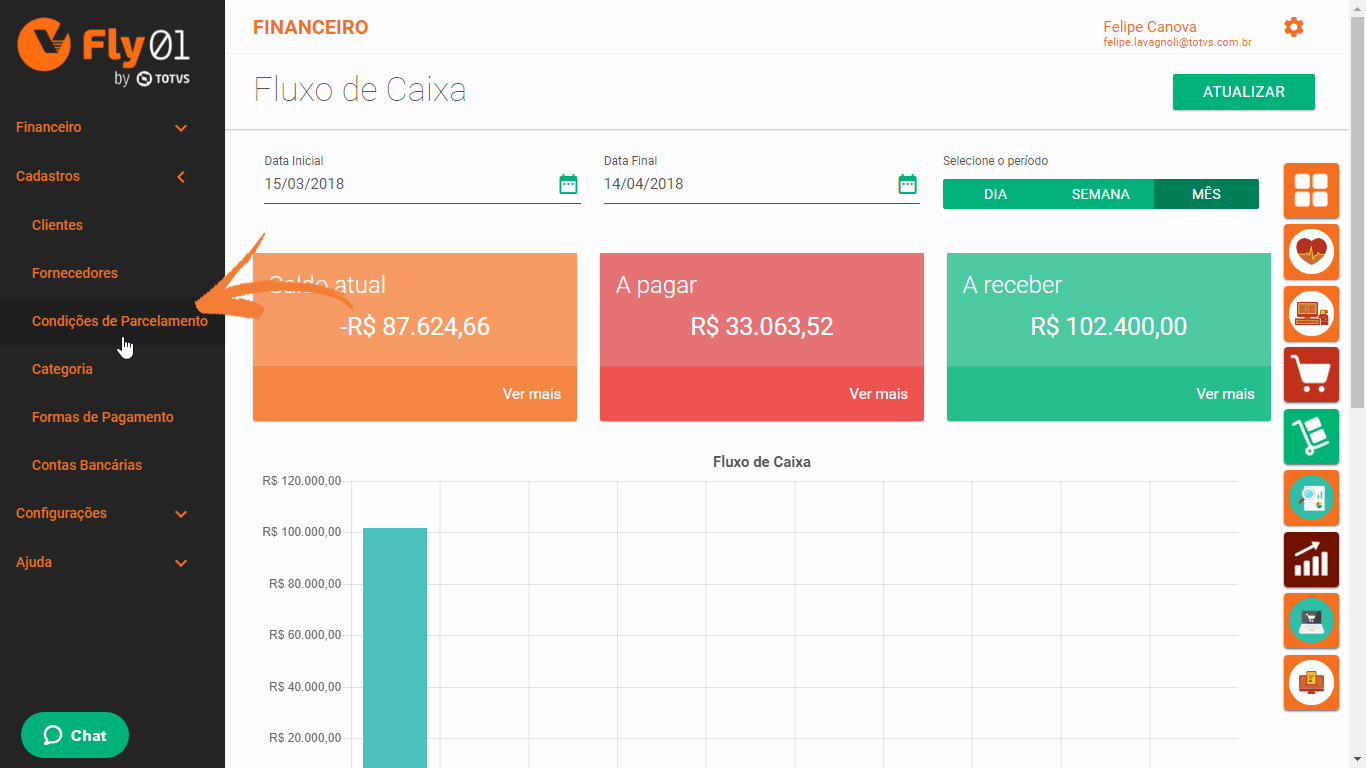 Fly01
by TOTVS
Financeiro
Cadastros
Clientes
Fornecedores
Condições de Parcelamento
Categoria
Formas de Pagamento
Contas Bancárias
Configurações
Ajuda
Chat
FINANCEIRO
Felipe Canova
felipe.lavagnoli@totvs.com.br
Fluxo de Caixa
ATUALIZAR
Data Inicial
15/03/2018
Data Final
14/04/2018
Selecione o período
DIA SEMANA MÊS
Saldo atual
-R$ 87.624,66
Ver mais
A pagar
R$ 33.063,52
Ver mais
A receber
R$ 102.400,00
Ver mais
Fluxo de Caixa
R$ 120.000,00
R$ 100.000,00
R$ 80.000,00
R$ 60.000,00
R$ 40.000,00
R$ 20.000,00